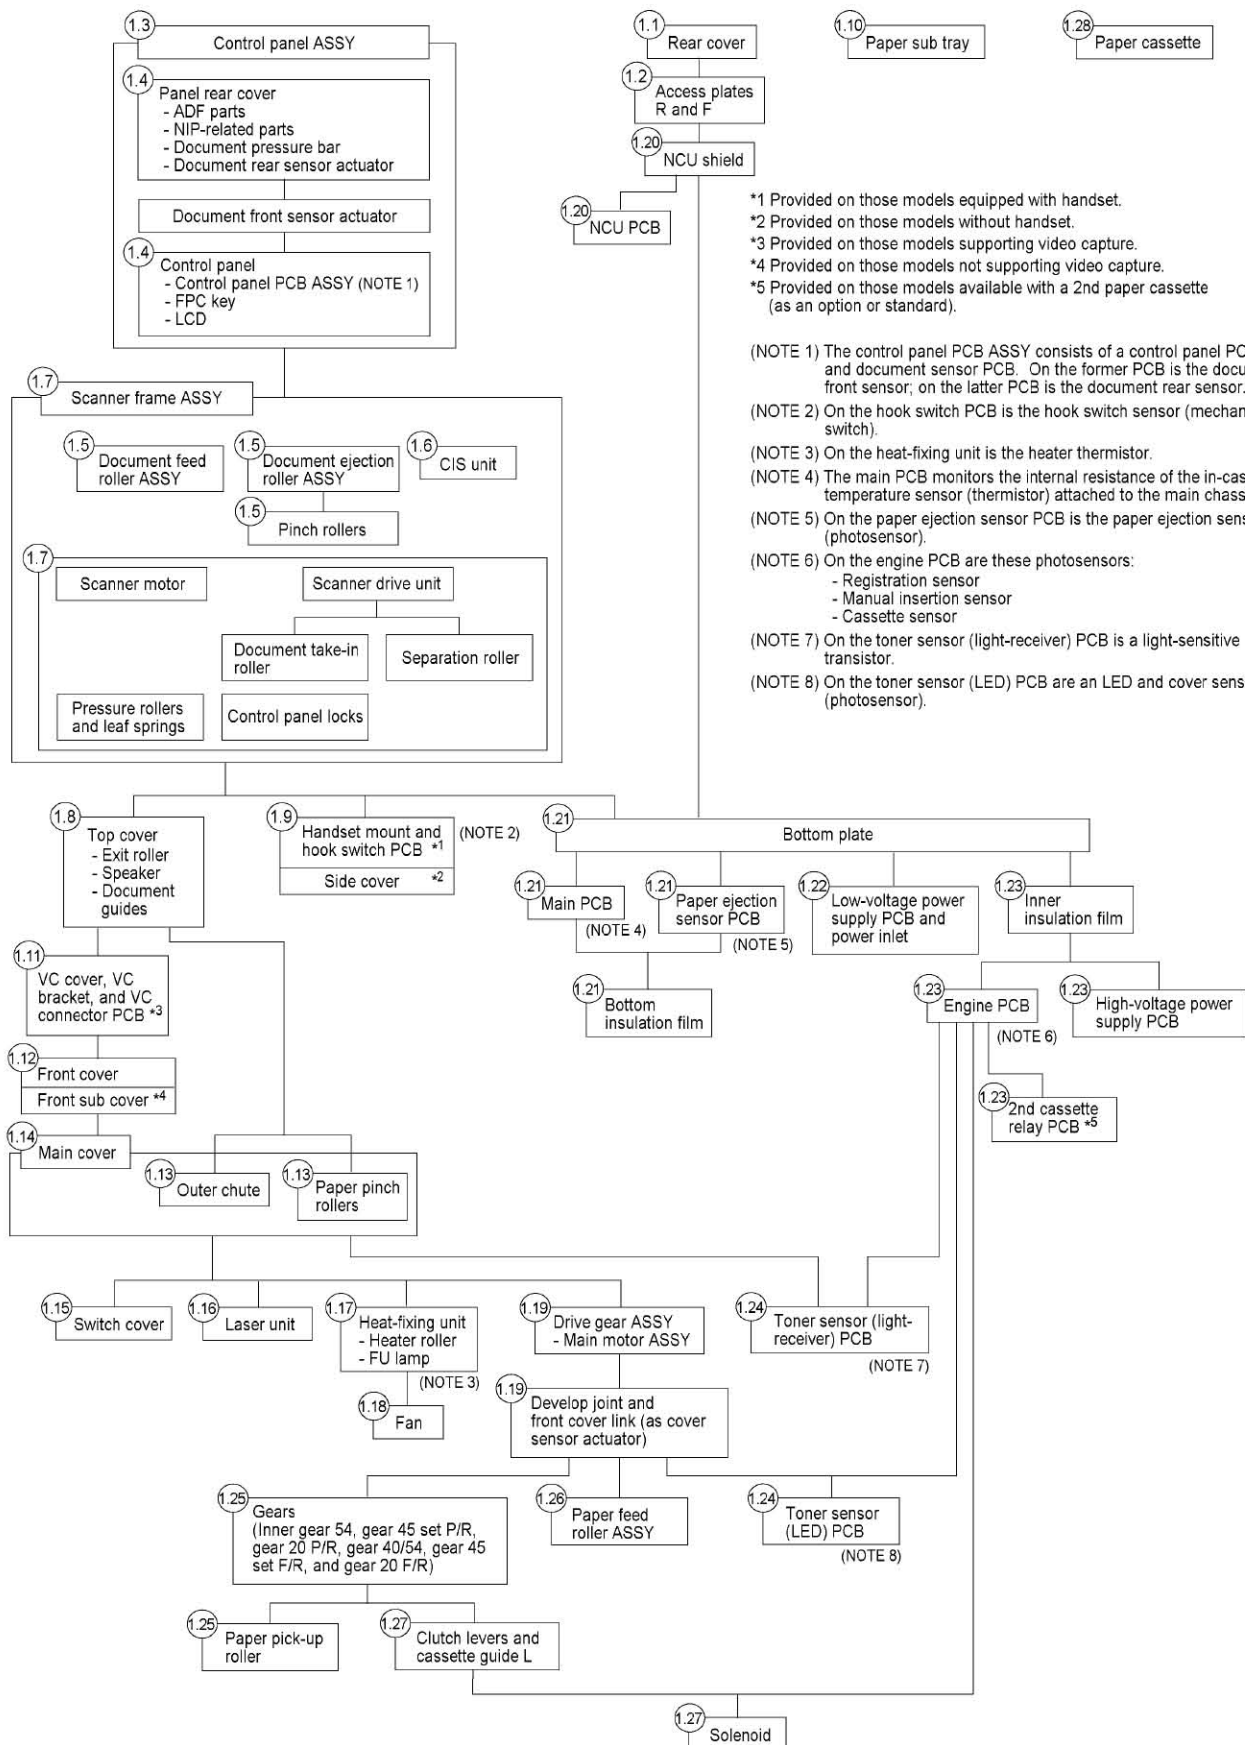 1.3
Control panel ASSY
1.4
Panel rear cover
- ADF parts
- NIP-related parts
- Document pressure bar
- Document rear sensor actuator
Document front sensor actuator
1.4
Control panel
- Control panel PCB ASSY (NOTE 1)
- FPC key
- LCD
1.1
Rear cover
1.2
Access plates
R and F
1.20
NCU shield
1.20
NCU PCB
1.10
Paper sub tray
1.28
Paper cassette
*1 Provided on those models equipped with handset.
*2 Provided on those models without handset.
*3 Provided on those models supporting video capture.
*4 Provided on those models not supporting video capture.
*5 Provided on those models available with a 2nd paper cassette
(as an option or standard).
(NOTE 1) The control panel PCB ASSY consists of a control panel PC
and document sensor PCB. On the former PCB is the docu
front sensor; on the latter PCB is the document rear sensor.
(NOTE 2) On the hook switch PCB is the hook switch sensor (mechan
switch).
(NOTE 3) On the heat-fixing unit is the heater thermistor.
(NOTE 4) The main PCB monitors the internal resistance of the in-cas
temperature sensor (thermistor) attached to the main chass
(NOTE 5) On the paper ejection sensor PCB is the paper ejection sens
(photosensor).
(NOTE 6) On the engine PCB are these photosensors:
- Registration sensor
- Manual insertion sensor
- Cassette sensor
(NOTE 7) On the toner sensor (light-receiver) PCB is a light-sensitive
transistor.
(NOTE 8) On the toner sensor (LED) PCB are an LED and cover sens
(photosensor).
1.7
Scanner frame ASSY
1.5
Document feed
roller ASSY
1.5
Document ejection
roller ASSY
1.6
CIS unit
1.5
Pinch rollers
1.7
Scanner motor
Scanner drive unit
Document take-in
roller
Separation roller
Pressure rollers
and leaf springs
Control panel locks
1.8
Top cover
- Exit roller
- Speaker
- Document
guides
1.9
Handset mount and
hook switch PCB *1
(NOTE 2)
Side cover *2
1.21
Bottom plate
1.21
Main PCB
(NOTE 4)
1.21
Paper ejection
sensor PCB
(NOTE 5)
1.22
Low-voltage power
supply PCB and
power inlet
1.23
Inner
insulation film
1.21
Bottom
insulation film
1.23
Engine PCB
(NOTE 6)
1.23
High-voltage power
supply PCB
1.23
2nd cassette
relay PCB *5
1.11
VC cover, VC
bracket, and VC
connector PCB *3
1.12
Front cover
Front sub cover *4
1.14
Main cover
1.13
Outer chute
1.13
Paper pinch
rollers
1.15
Switch cover
1.16
Laser unit
1.17
Heat-fixing unit
- Heater roller
- FU lamp
(NOTE 3)
1.18
Fan
1.19
Drive gear ASSY
- Main motor ASSY
1.24
Toner sensor (light-
receiver) PCB
(NOTE 7)
1.19
Develop joint and
front cover link (as cover
sensor actuator)
1.25
Gears
(Inner gear 54, gear 45 set P/R,
gear 20 P/R, gear 40/54, gear 45
set F/R, and gear 20 F/R)
1.26
Paper feed
roller ASSY
1.24
Toner sensor
(LED) PCB
(NOTE 8)
1.25
Paper pick-up
roller
1.27
Clutch levers and
cassette guide L
1.27
Solenoid